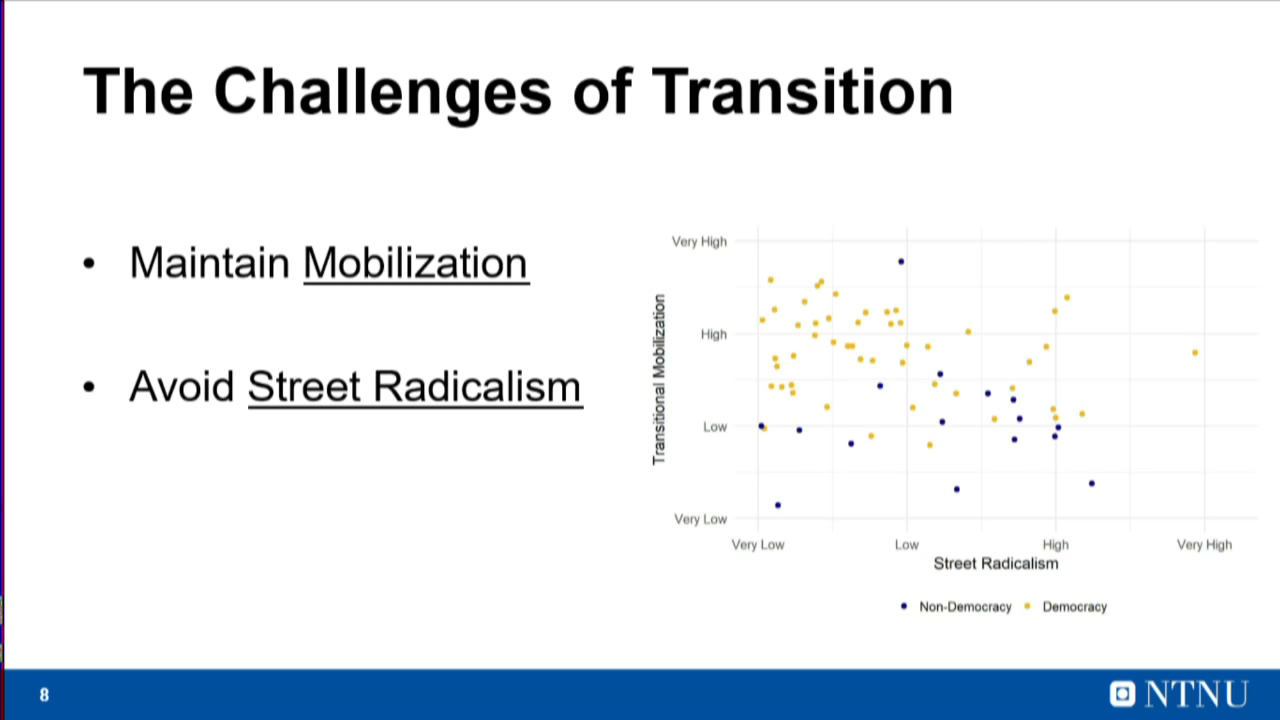 The Challenges of Transition
• Maintain Mobilization
• Avoid Street Radicalism
Transitional Mobilization
Very High
High
Low
Very Low
Very Low Low High Very High
Street Radicalism
Non-Democracy Democracy
8
NTNU